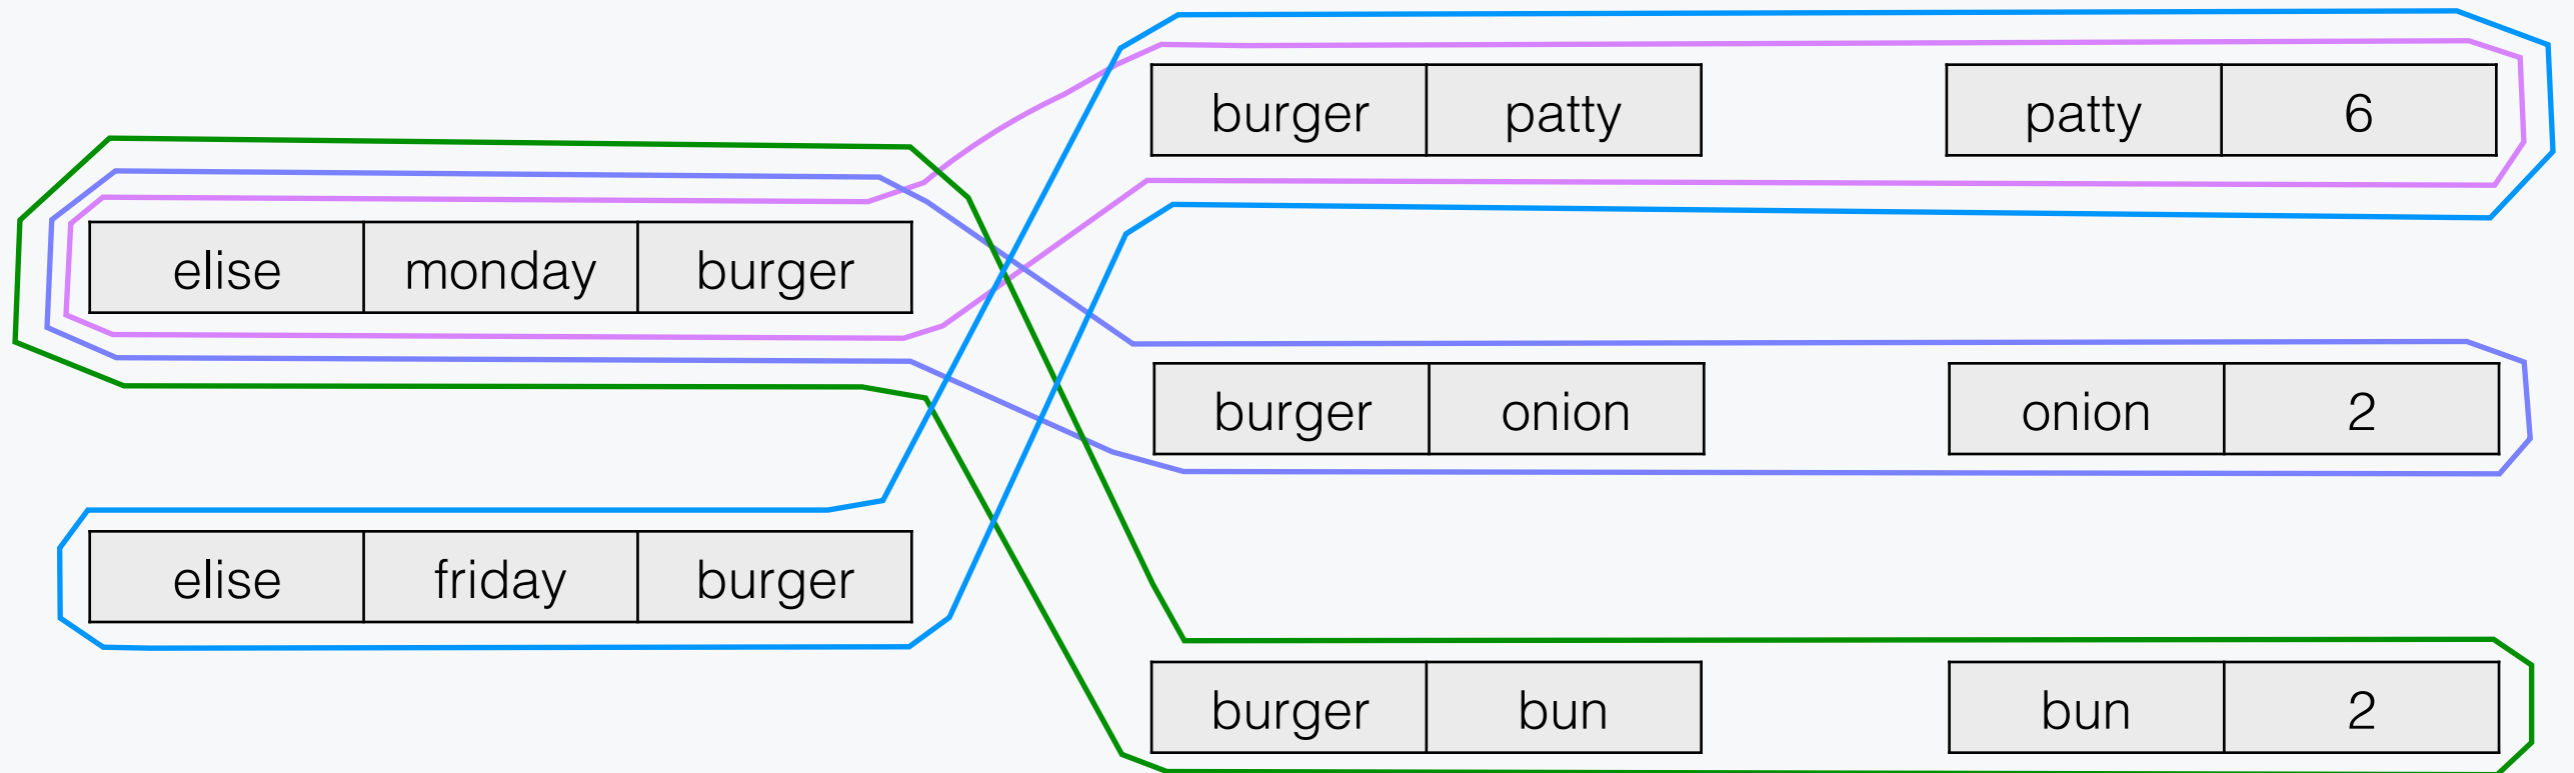 burger patty patty 6
elise monday burger
burger onion onion 2
elise friday burger
burger bun bun 2